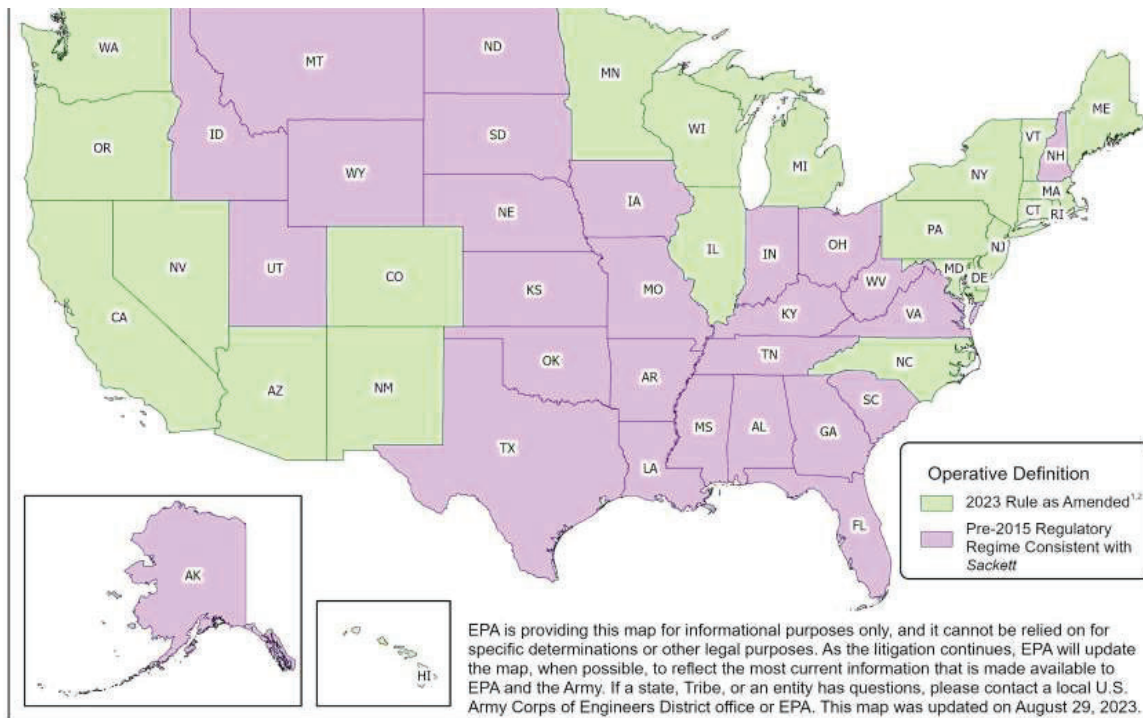 WA
MT
ND
MN
ME
OR
ID
SD
WI
VT
NH
WY
MI
NY
MA
CT
RI
NE
IA
PA
NJ
NV
UT
CO
IL
IN
OH
MD
DE
CA
KS
MO
WV
KY
VA
AZ
NM
OK
AR
TN
NC
SC
TX
LA
MS
AL
GA
FL
Operative Definition
2023 Rule as Amended1,2
Pre-2015 Regulatory
Regime Consistent with
Sackett
AK
HI
EPA is providing this map for informational purposes only, and it cannot be relied on for
specific determinations or other legal purposes. As the litigation continues, EPA will update
the map, when possible, to reflect the most current information that is made available to
EPA and the Army. If a state, Tribe, or an entity has questions, please contact a local U.S.
Army Corps of Engineers District office or EPA. This map was updated on August 29, 2023.